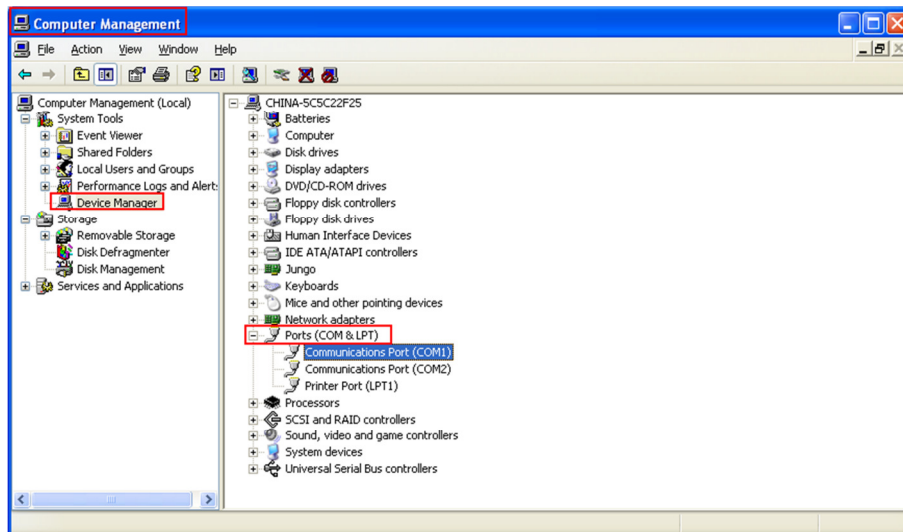 Computer Management
File Action View Window Help
Computer Management (Local)
System Tools
Event Viewer
Shared Folders
Local Users and Groups
Performance Logs and Alert:
Device Manager
Storage
Removable Storage
Disk Defragmenter
Disk Management
Services and Applications
CHINA-5C5C22F25
Batteries
Computer
Disk drives
Display adapters
DVD/CD-ROM drives
Floppy disk controllers
Floppy disk drives
Human Interface Devices
IDE ATA/ATAPI controllers
Jungo
Keyboards
Mice and other pointing devices
Network adapters
Ports (COM & LPT)
Communications Port (COM1)
Communications Port (COM2)
Printer Port (LPT1)
Processors
SCSI and RAID controllers
Sound, video and game controllers
System devices
Universal Serial Bus controllers